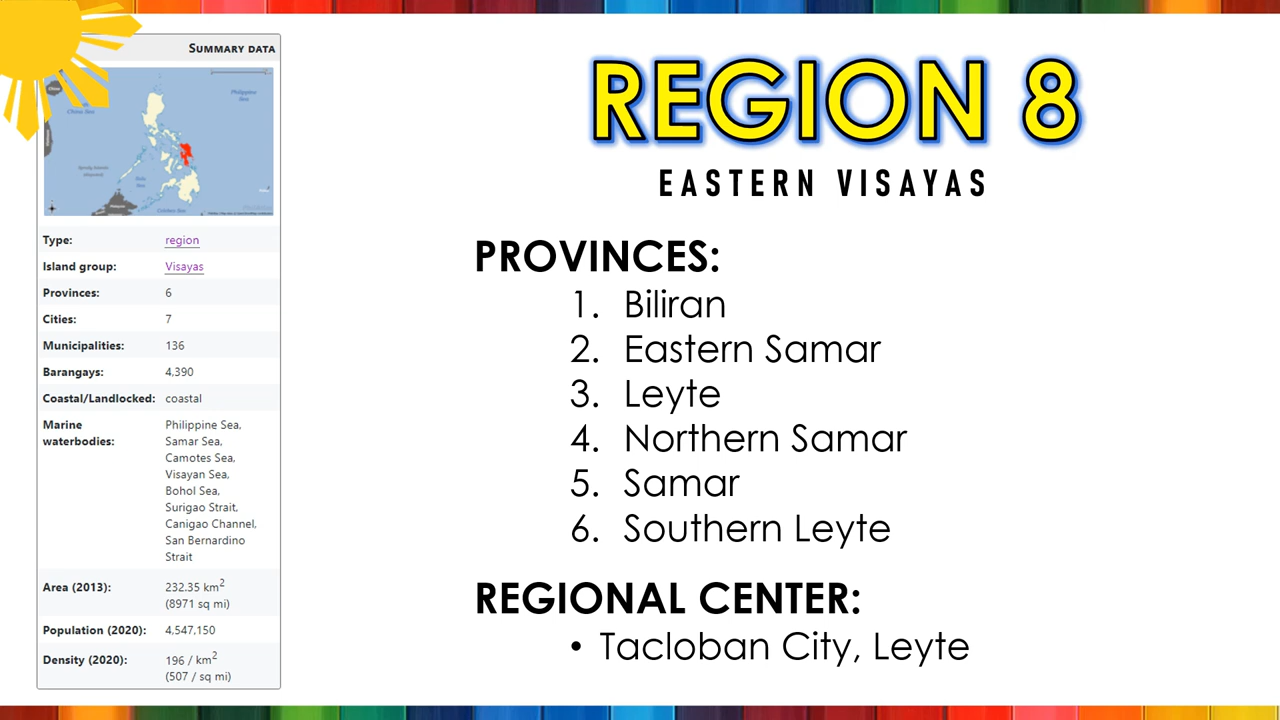 SUMMARY DATA
Philippine
Sea
China Sea
Type: region
Island group: Visayas
Provinces: 6
Cities: 7
Municipalities: 136
Barangays: 4,390
Coastal/Landlocked: coastal
Marine waterbodies: Philippine Sea,
Samar Sea,
Camotes Sea,
Visayan Sea,
Bohol Sea,
Surigao Strait,
Canigao Channel,
San Bernardino
Strait
Area (2013): 232.35 km²
(8971 sq mi)
Population (2020): 4,547,150
Density (2020): 196 / km²
(507 / sq mi)
REGION 8
EASTERN VISAYAS
PROVINCES:
1. Biliran
2. Eastern Samar
3. Leyte
4. Northern Samar
5. Samar
6. Southern Leyte
REGIONAL CENTER:
• Tacloban City, Leyte